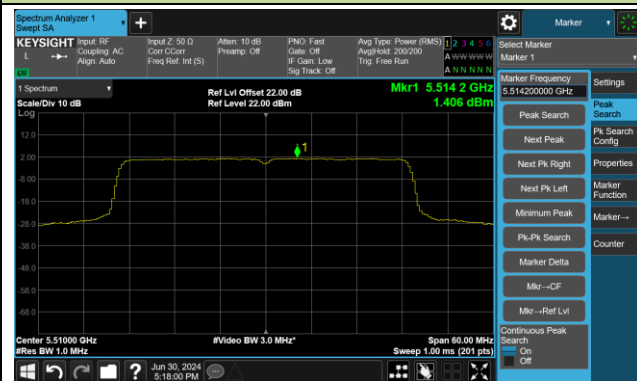 Spectrum Analyzer 1
Swept SA
+
Marker
KEYSIGHT
L
Input: RF
Coupling: AC
Align: Auto
Input Z: 50 Ω
Corr CCorr
Freq Ref: Int (S)
Atten: 10 dB
Preamp: Off
PNO: Fast
Gate: Off
IF Gain: Low
Sig Track: Off
Avg Type: Power (RMS)
Avg|Hold: 200/200
Trig: Free Run
1 2 3 4 5 6
A W W W W W
A N N N N N
Select Marker
Marker 1
1 Spectrum
Scale/Div 10 dB
Log
Ref Lvl Offset 22.00 dB
Ref Level 22.00 dBm
Mkr1 5.514 2 GHz
1.406 dBm
1
12.0
2.00
-8.00
-18.0
-28.0
-38.0
-48.0
-58.0
-68.0
Center 5.51000 GHz
#Res BW 1.0 MHz
#Video BW 3.0 MHz*
Span 60.00 MHz
Sweep 1.00 ms (201 pts)
Marker Frequency
5.514200000 GHz
Peak Search
Next Peak
Next Pk Right
Next Pk Left
Minimum Peak
Pk-Pk Search
Marker Delta
Mkr→CF
Mkr→Ref Lvl
Continuous Peak
Search
On
Off
Settings
Peak
Search
Pk Search
Config
Properties
Marker
Function
Marker→
Counter
?
Jun 30, 2024
5:18:00 PM